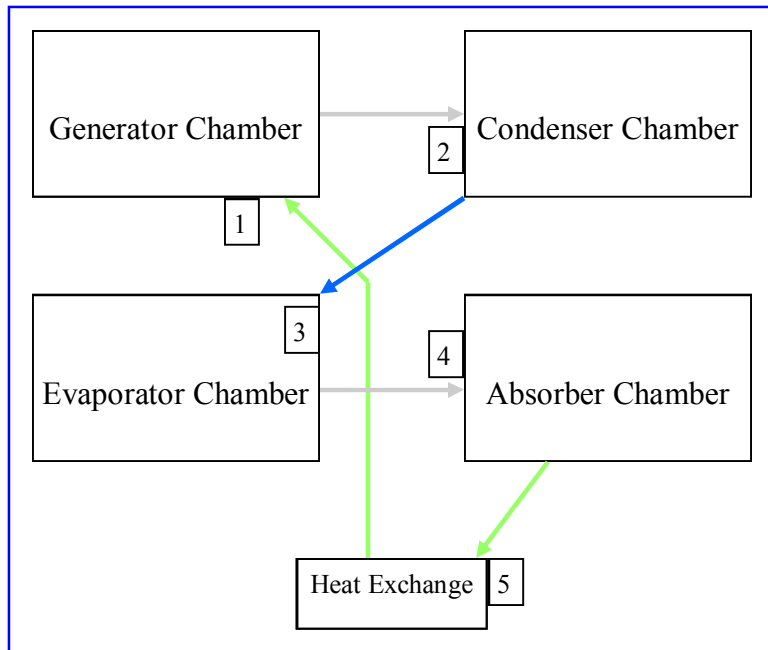 Generator Chamber
Condenser Chamber
2
1
3
4
Evaporator Chamber
Absorber Chamber
Heat Exchange
5